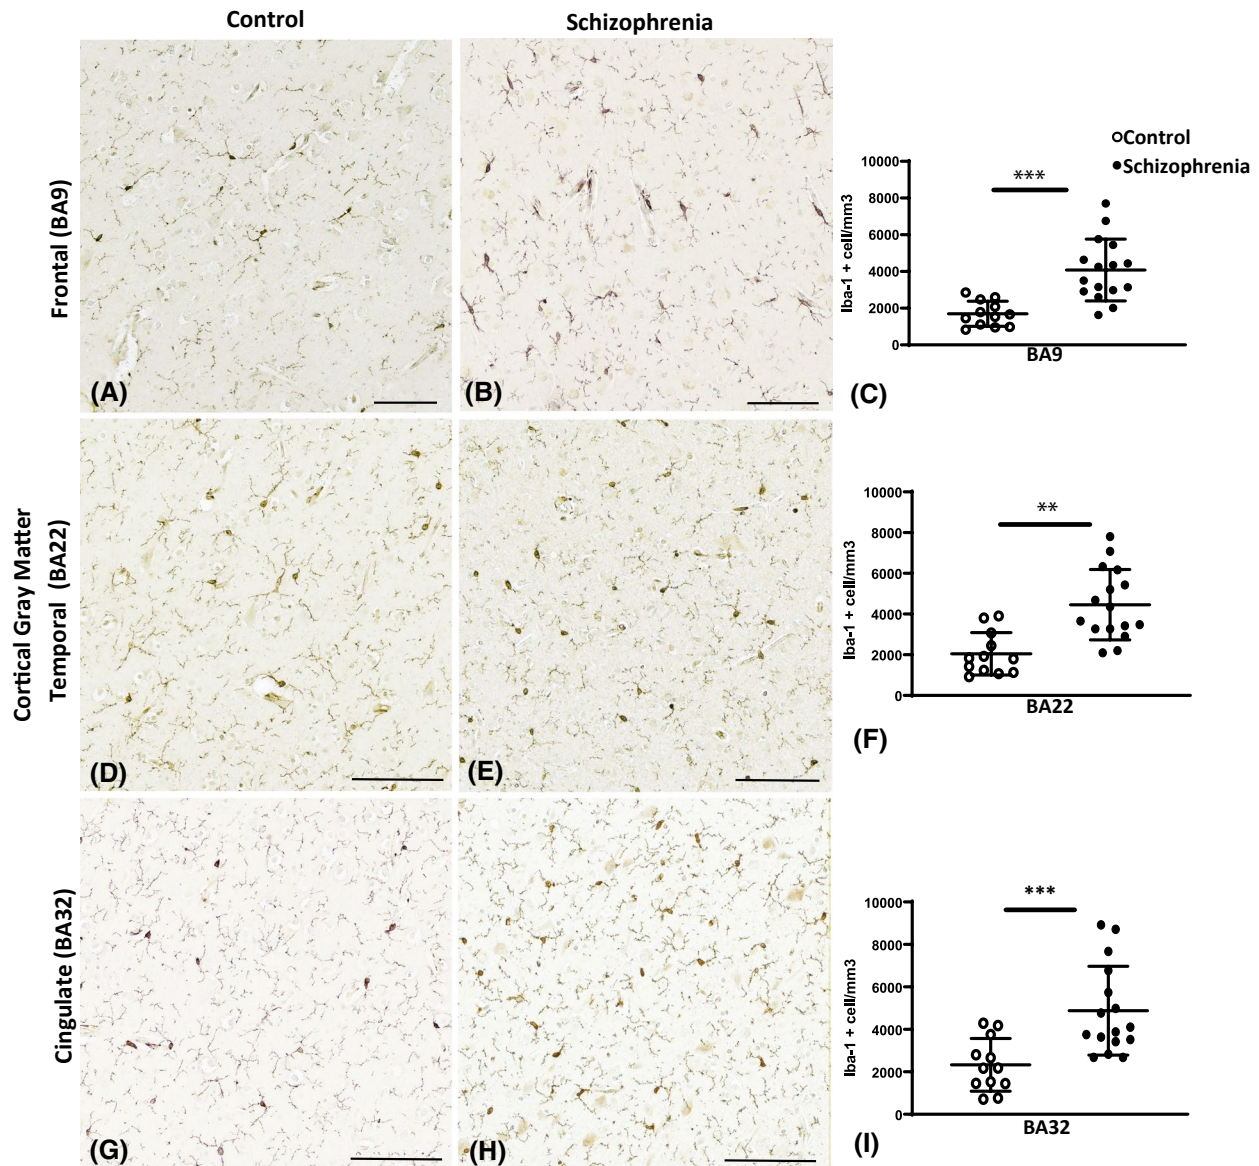 Control
Schizophrenia
Frontal (BA9)
(A)
(B)
Control
Schizophrenia
Iba-1 + cell/mm3
10000
8000
6000
4000
2000
0
***
BA9
(C)
Cortical Gray Matter
Temporal (BA22)
(D)
(E)
Iba-1 + cell/mm3
10000
8000
6000
4000
2000
0
**
BA22
(F)
Cingulate (BA32)
(G)
(H)
Iba-1 + cell/mm3
10000
8000
6000
4000
2000
0
***
BA32
(I)